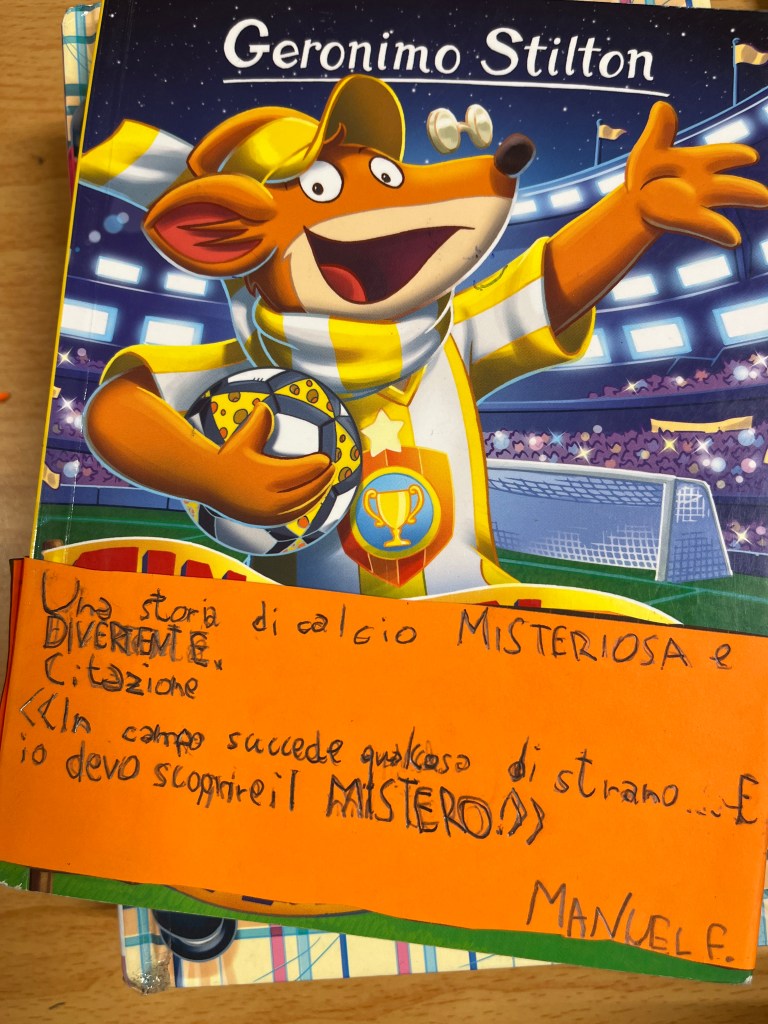 Geronimo Stilton
Una storia di calcio MISTERIOSA e
DIVERTENTE.
Citazione
<<In campo succede qualcosa di strano... E
io devo scoprire il MISTERO!>>
MANUEL F.